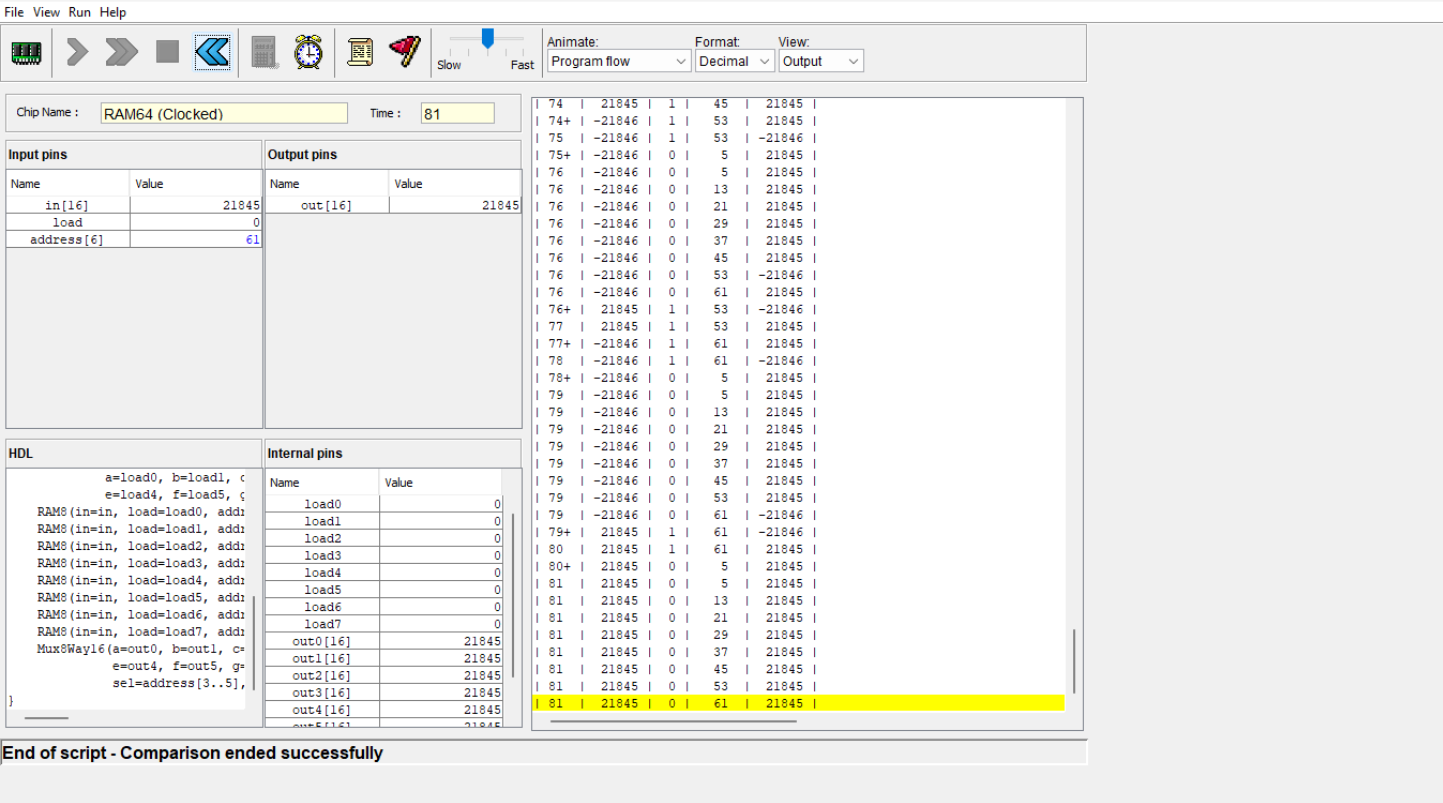 File View Run Help
Animate: Format: View:
Slow Fast Program flow Decimal Output
Chip Name : RAM64 (Clocked) Time : 81
Input pins
Name Value
in[16] 21845
load 0
address[6] 61
Output pins
Name Value
out[16] 21845
HDL
a=load0, b=load1, c
e=load4, f=load5, g
RAM8(in=in, load=load0, addr
RAM8(in=in, load=load1, addr
RAM8(in=in, load=load2, addr
RAM8(in=in, load=load3, addr
RAM8(in=in, load=load4, addr
RAM8(in=in, load=load5, addr
RAM8(in=in, load=load6, addr
RAM8(in=in, load=load7, addr
Mux8Way16(a=out0, b=out1, c=
e=out4, f=out5, g=
sel=address[3..5],
}
Internal pins
Name Value
load0 0
load1 0
load2 0
load3 0
load4 0
load5 0
load6 0
load7 0
out0[16] 21845
out1[16] 21845
out2[16] 21845
out3[16] 21845
out4[16] 21845
out5[16] 21845
| 74 | 21845 | 1 | 45 | 21845 |
| 74+ | -21846 | 1 | 53 | 21845 |
| 75 | -21846 | 1 | 53 | -21846 |
| 75+ | -21846 | 0 | 5 | 21845 |
| 76 | -21846 | 0 | 5 | 21845 |
| 76 | -21846 | 0 | 13 | 21845 |
| 76 | -21846 | 0 | 21 | 21845 |
| 76 | -21846 | 0 | 29 | 21845 |
| 76 | -21846 | 0 | 37 | 21845 |
| 76 | -21846 | 0 | 45 | 21845 |
| 76 | -21846 | 0 | 53 | -21846 |
| 76 | -21846 | 0 | 61 | 21845 |
| 76+ | 21845 | 1 | 53 | -21846 |
| 77 | 21845 | 1 | 53 | 21845 |
| 77+ | -21846 | 1 | 61 | 21845 |
| 78 | -21846 | 1 | 61 | -21846 |
| 78+ | -21846 | 0 | 5 | 21845 |
| 79 | -21846 | 0 | 5 | 21845 |
| 79 | -21846 | 0 | 13 | 21845 |
| 79 | -21846 | 0 | 21 | 21845 |
| 79 | -21846 | 0 | 29 | 21845 |
| 79 | -21846 | 0 | 37 | 21845 |
| 79 | -21846 | 0 | 45 | 21845 |
| 79 | -21846 | 0 | 53 | 21845 |
| 79 | -21846 | 0 | 61 | -21846 |
| 79+ | 21845 | 1 | 61 | -21846 |
| 80 | 21845 | 1 | 61 | 21845 |
| 80+ | 21845 | 0 | 5 | 21845 |
| 81 | 21845 | 0 | 5 | 21845 |
| 81 | 21845 | 0 | 13 | 21845 |
| 81 | 21845 | 0 | 21 | 21845 |
| 81 | 21845 | 0 | 29 | 21845 |
| 81 | 21845 | 0 | 37 | 21845 |
| 81 | 21845 | 0 | 45 | 21845 |
| 81 | 21845 | 0 | 53 | 21845 |
| 81 | 21845 | 0 | 61 | 21845 |
End of script - Comparison ended successfully